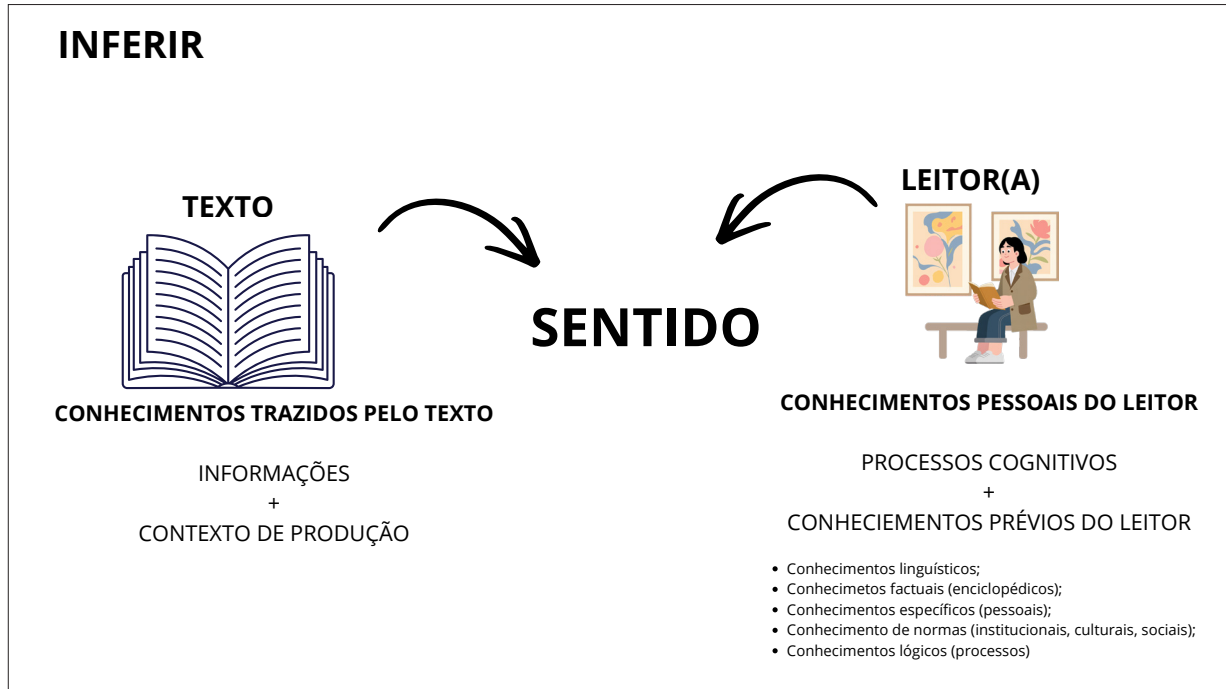 INFERIR
TEXTO
CONHECIMENTOS TRAZIDOS PELO TEXTO
INFORMAÇÕES
+
CONTEXTO DE PRODUÇÃO
SENTIDO
LEITOR(A)
CONHECIMENTOS PESSOAIS DO LEITOR
PROCESSOS COGNITIVOS
+
CONHECIEMENTOS PRÉVIOS DO LEITOR
• Conhecimentos linguísticos;
• Conhecimetos factuais (enciclopédicos);
• Conhecimentos específicos (pessoais);
• Conhecimento de normas (institucionais, culturais, sociais);
• Conhecimentos lógicos (processos)